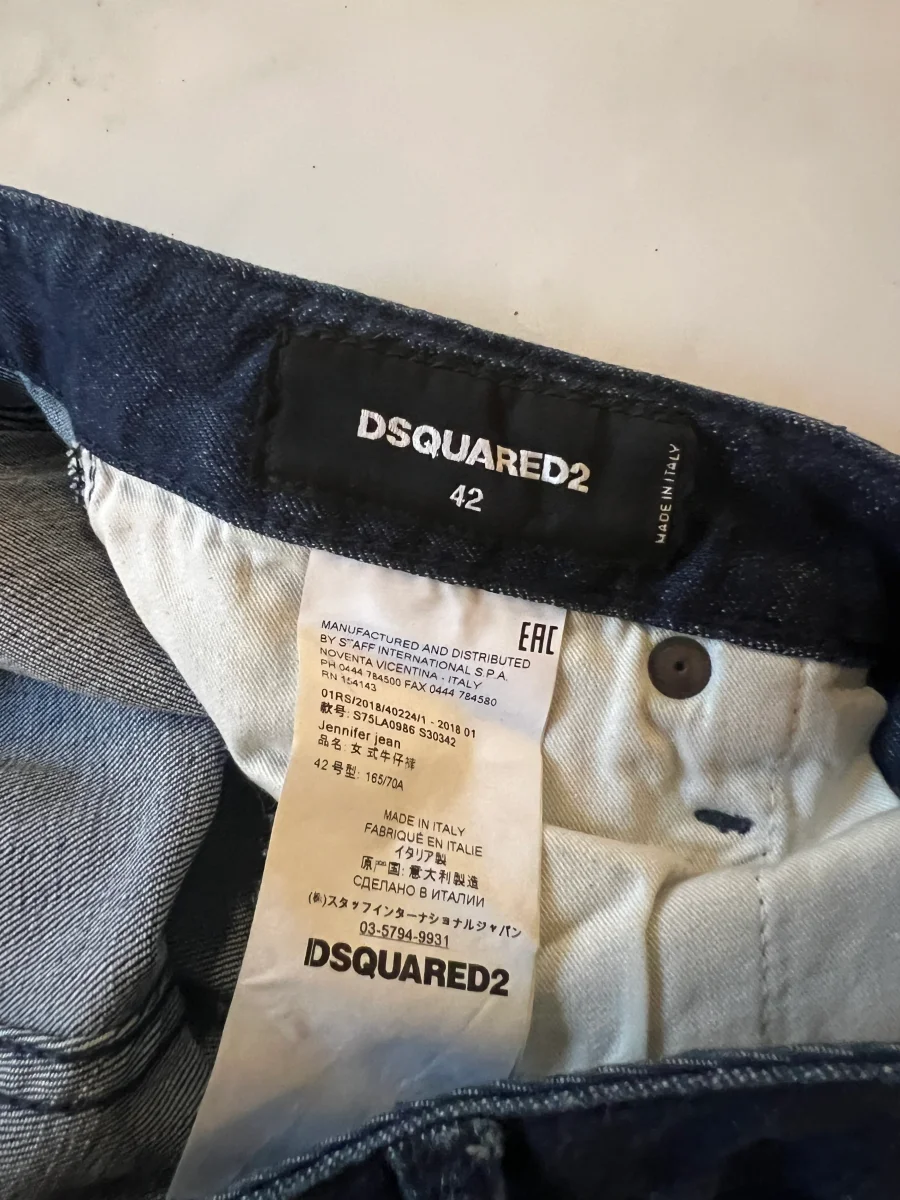 DSQUARED2
42
MADE IN ITALY
EAC
MANUFACTURED AND DISTRIBUTED
BY STAFF INTERNATIONAL S.P.A.
NOVENTA VICENTINA - ITALY
PH 0444 784500 FAX 0444 784580
RN 154143
01RS/2018/40224/1 - 2018 01
款号: S75LA0986 S30342
Jennifer jean
品名: 女式牛仔裤
42 号型: 165/70A
MADE IN ITALY
FABRIQUÉ EN ITALIE
イタリア製
原产国: 意大利製造
СДЕЛАНО В ИТАЛИИ
(株)スタッフインターナショナルジャパン
03-5794-9931
DSQUARED2